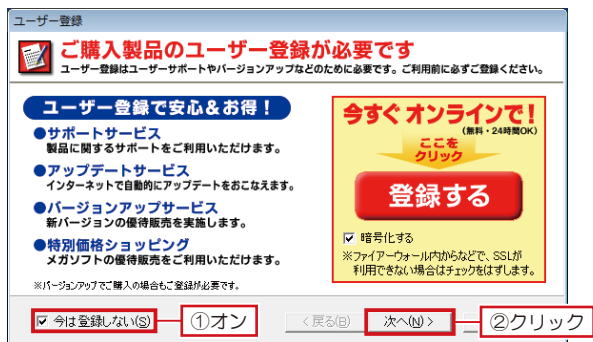 ユーザー登録
ご購入製品のユーザー登録が必要です
ユーザー登録はユーザーサポートやバージョンアップなどのために必要です。ご利用前に必ずご登録ください。
ユーザー登録で安心&お得!
●サポートサービス
製品に関するサポートをご利用いただけます。
●アップデートサービス
インターネットで自動的にアップデートをおこなえます。
●バージョンアップサービス
新バージョンの優待販売を実施します。
●特別価格ショッピング
メガソフトの優待販売をご利用いただけます。
※バージョンアップでご購入の場合もご登録が必要です。
今すぐオンラインで!
(無料・24時間OK)
ここを
クリック
登録する
暗号化する
※ファイアーウォール内からなどで、SSLが
利用できない場合はチェックをはずします。
今は登録しない(S)
①オン
<戻る(B)
次へ(N)>
②クリック